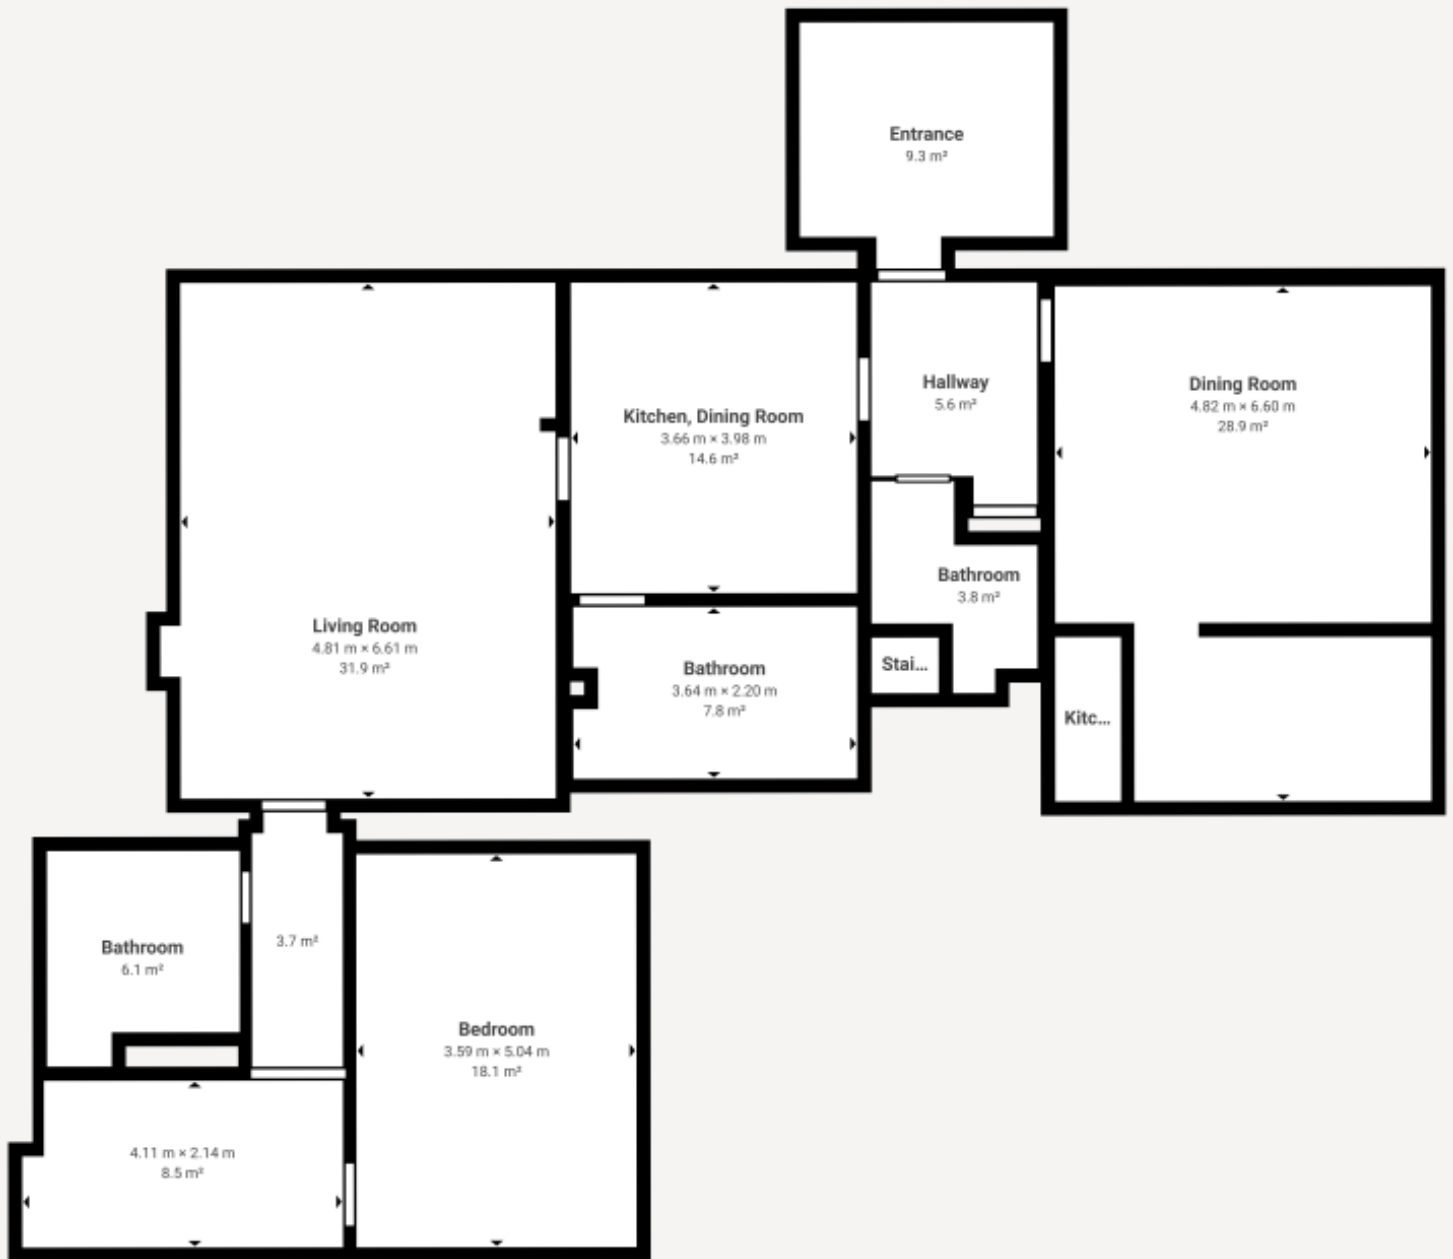 Entrance
9.3 m²
Hallway
5.6 m²
Dining Room
4.82 m × 6.60 m
28.9 m²
Kitchen, Dining Room
3.66 m × 3.98 m
14.6 m²
Bathroom
3.8 m²
Living Room
4.81 m × 6.61 m
31.9 m²
Stai...
Bathroom
3.64 m × 2.20 m
7.8 m²
Kitc...
Bathroom
6.1 m²
3.7 m²
Bedroom
3.59 m × 5.04 m
18.1 m²
4.11 m × 2.14 m
8.5 m²